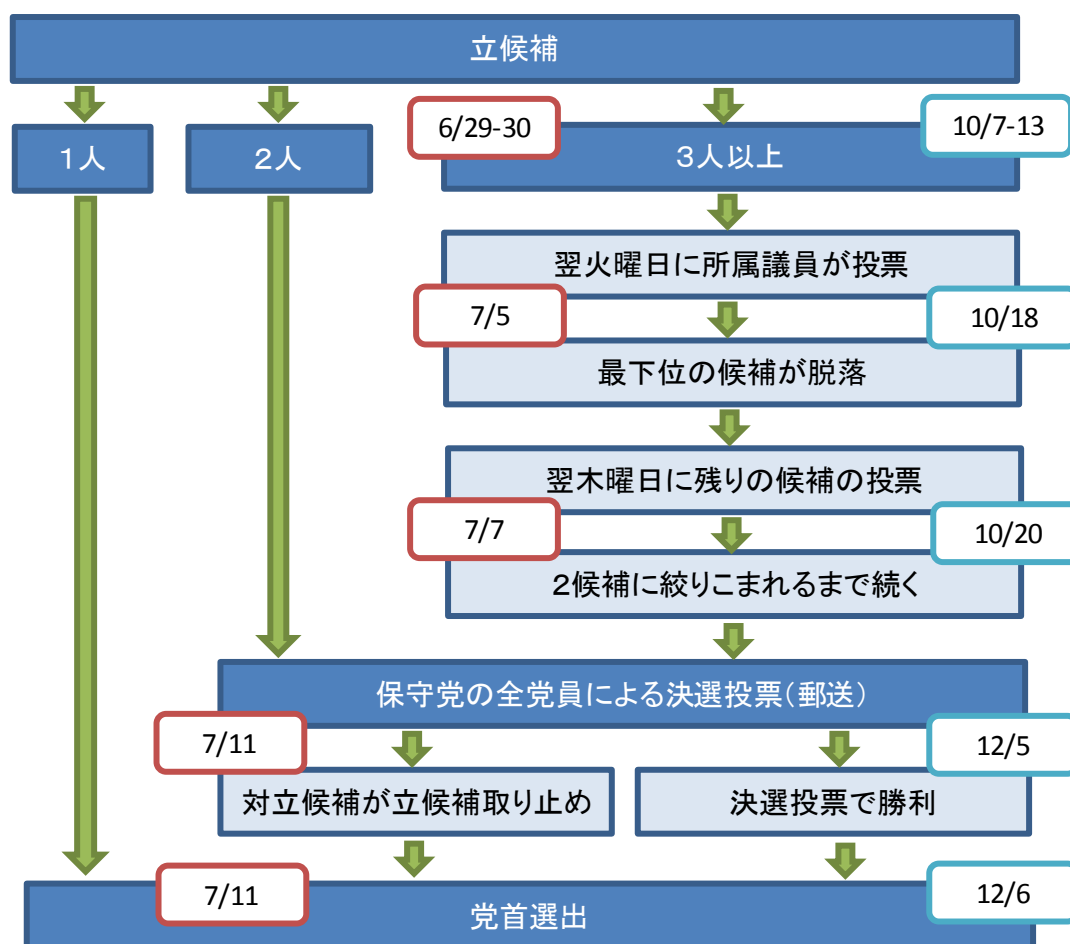 立候補
1人
2人
6/29-30
10/7-13
3人以上
翌火曜日に所属議員が投票
7/5
10/18
最下位の候補が脱落
翌木曜日に残りの候補の投票
7/7
10/20
2候補に絞りこまれるまで続く
保守党の全党員による決選投票(郵送)
7/11
12/5
対立候補が立候補取り止め
決選投票で勝利
7/11
12/6
党首選出